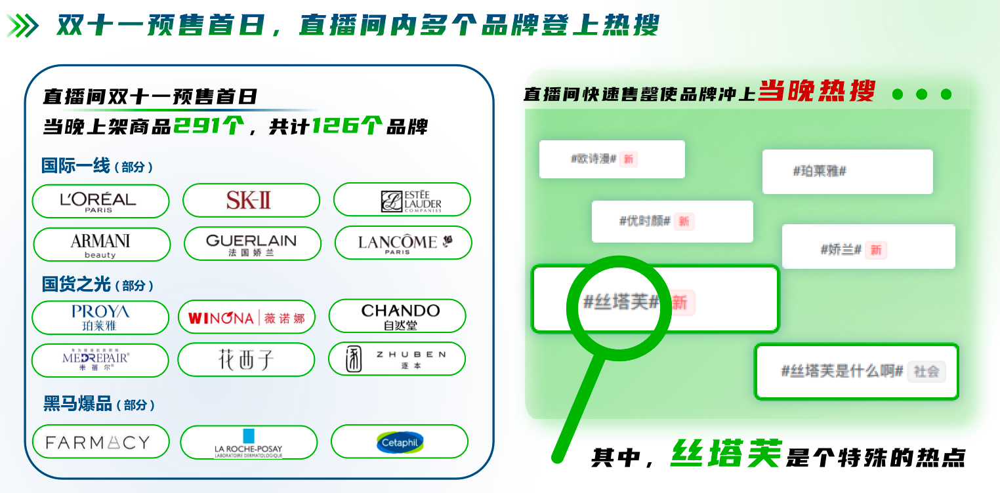 双十一预售首日，直播间内多个品牌登上热搜
直播间双十一预售首日
当晚上架商品291个，共计126个品牌
国际一线（部分）
L'ORÉAL
PARIS
SK-II
ESTĒE
LAUDER
COMPANIES
ARMANI
beauty
GUERLAIN
法国娇兰
LANCÔME
PARIS
国货之光（部分）
PROYA
珀莱雅
WINONA 薇诺娜
CHANDO
自然堂
MEDREPAIR®
米蓓尔®
花西子
ZHUBEN
逐本
黑马爆品（部分）
FARMACY
LA ROCHE-POSAY
LABORATOIRE DERMATOLOGIQUE
Cetaphil
直播间快速售罄使品牌冲上当晚热搜
#欧诗漫# 新
#珀莱雅#
#优时颜# 新
#娇兰# 新
#丝塔芙# 新
#丝塔芙是什么啊# 社会
其中，丝塔芙是个特殊的热点